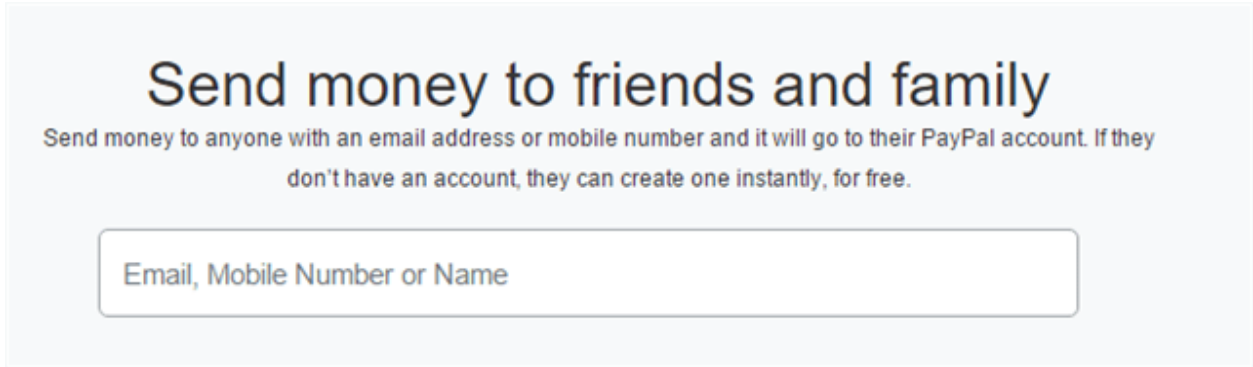 Send money to friends and family
Send money to anyone with an email address or mobile number and it will go to their PayPal account. If they
don't have an account, they can create one instantly, for free.
Email, Mobile Number or Name